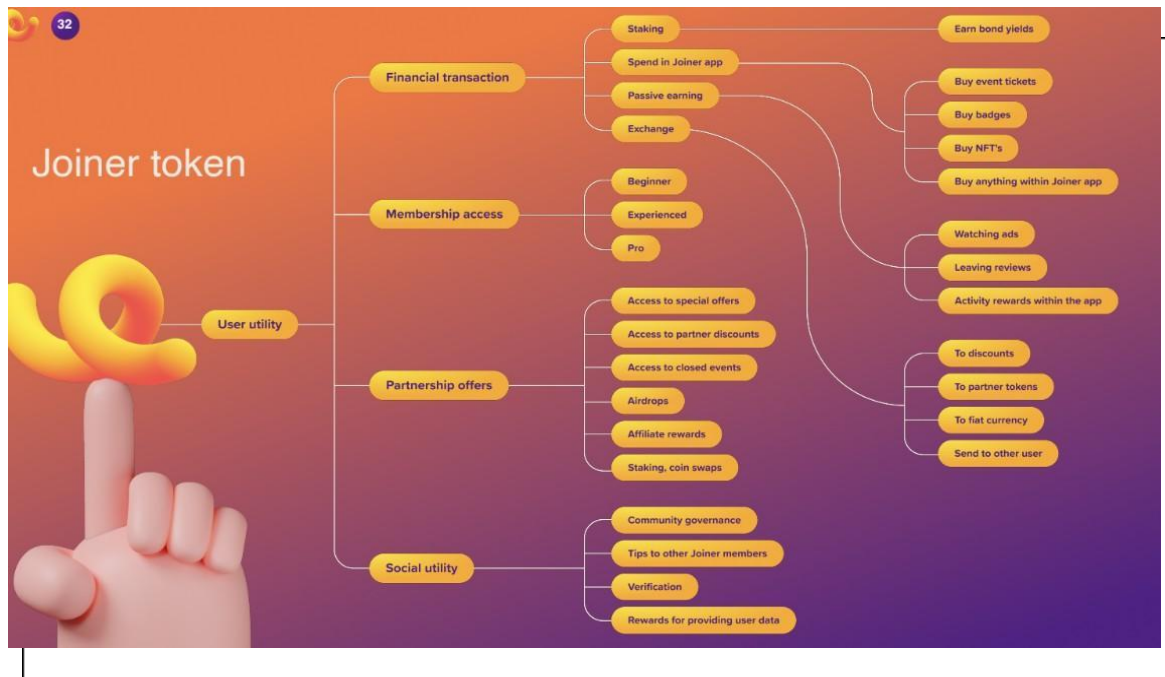 32
Joiner token
User utility
Financial transaction
Staking
Earn bond yields
Spend in Joiner app
Buy event tickets
Buy badges
Buy NFT's
Buy anything within Joiner app
Passive earning
Watching ads
Leaving reviews
Activity rewards within the app
Exchange
To discounts
To partner tokens
To fiat currency
Send to other user
Membership access
Beginner
Experienced
Pro
Partnership offers
Access to special offers
Access to partner discounts
Access to closed events
Airdrops
Affiliate rewards
Staking, coin swaps
Social utility
Community governance
Tips to other Joiner members
Verification
Rewards for providing user data